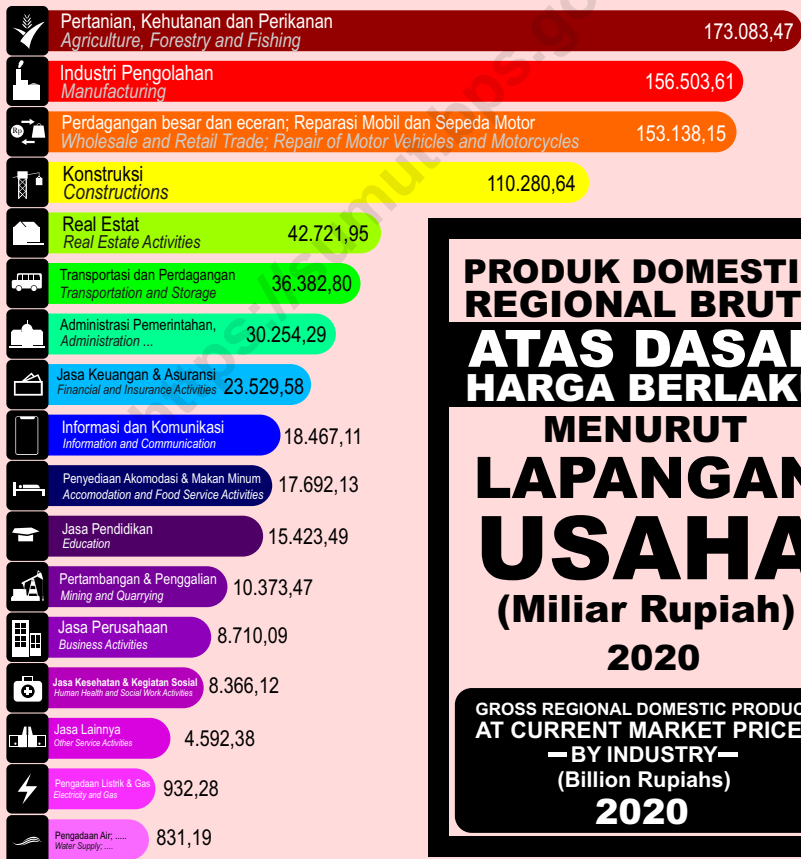 Pertanian, Kehutanan dan Perikanan
Agriculture, Forestry and Fishing
173.083,47
Industri Pengolahan
Manufacturing
156.503,61
Perdagangan besar dan eceran; Reparasi Mobil dan Sepeda Motor
Wholesale and Retail Trade; Repair of Motor Vehicles and Motorcycles
153.138,15
Konstruksi
Constructions
110.280,64
Real Estat
Real Estate Activities
42.721,95
Transportasi dan Perdagangan
Transportation and Storage
36.382,80
Administrasi Pemerintahan,
Administration ...
30.254,29
Jasa Keuangan & Asuransi
Financial and Insurance Activities
23.529,58
Informasi dan Komunikasi
Information and Communication
18.467,11
Penyediaan Akomodasi & Makan Minum
Accomodation and Food Service Activities
17.692,13
Jasa Pendidikan
Education
15.423,49
Pertambangan & Penggalian
Mining and Quarrying
10.373,47
Jasa Perusahaan
Business Activities
8.710,09
Jasa Kesehatan & Kegiatan Sosial
Human Health and Social Work Activities
8.366,12
Jasa Lainnya
Other Service Activities
4.592,38
Pengadaan Listrik & Gas
Electricity and Gas
932,28
Pengadaan Air; .....
Water Supply; ....
831,19
Rp
https://sumut.bps.go
PRODUK DOMESTI
REGIONAL BRUT
ATAS DASAR
HARGA BERLAK
MENURUT
LAPANGAN
USAHA
(Miliar Rupiah)
2020
GROSS REGIONAL DOMESTIC PRODUC
AT CURRENT MARKET PRICE
BY INDUSTRY
(Billion Rupiahs)
2020